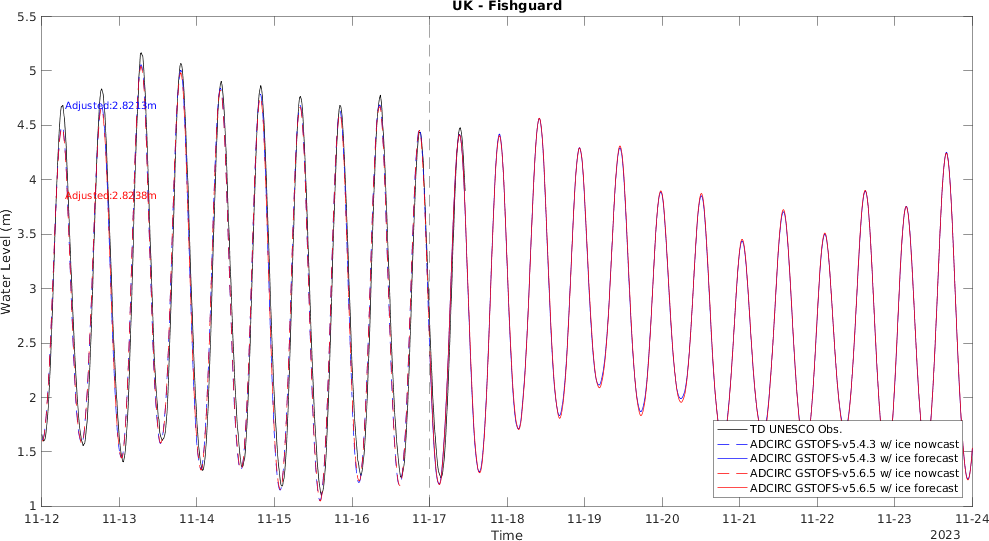 UK - Fishguard
5.5
5
4.5
4
3.5
3
2.5
2
1.5
1
Water Level (m)
Adjusted:2.8213m
Adjusted:2.8238m
TD UNESCO Obs.
ADCIRC GSTOFS-v5.4.3 w/ ice nowcast
ADCIRC GSTOFS-v5.4.3 w/ ice forecast
ADCIRC GSTOFS-v5.6.5 w/ ice nowcast
ADCIRC GSTOFS-v5.6.5 w/ ice forecast
11-12 11-13 11-14 11-15 11-16 11-17 11-18 11-19 11-20 11-21 11-22 11-23 11-24
Time
2023